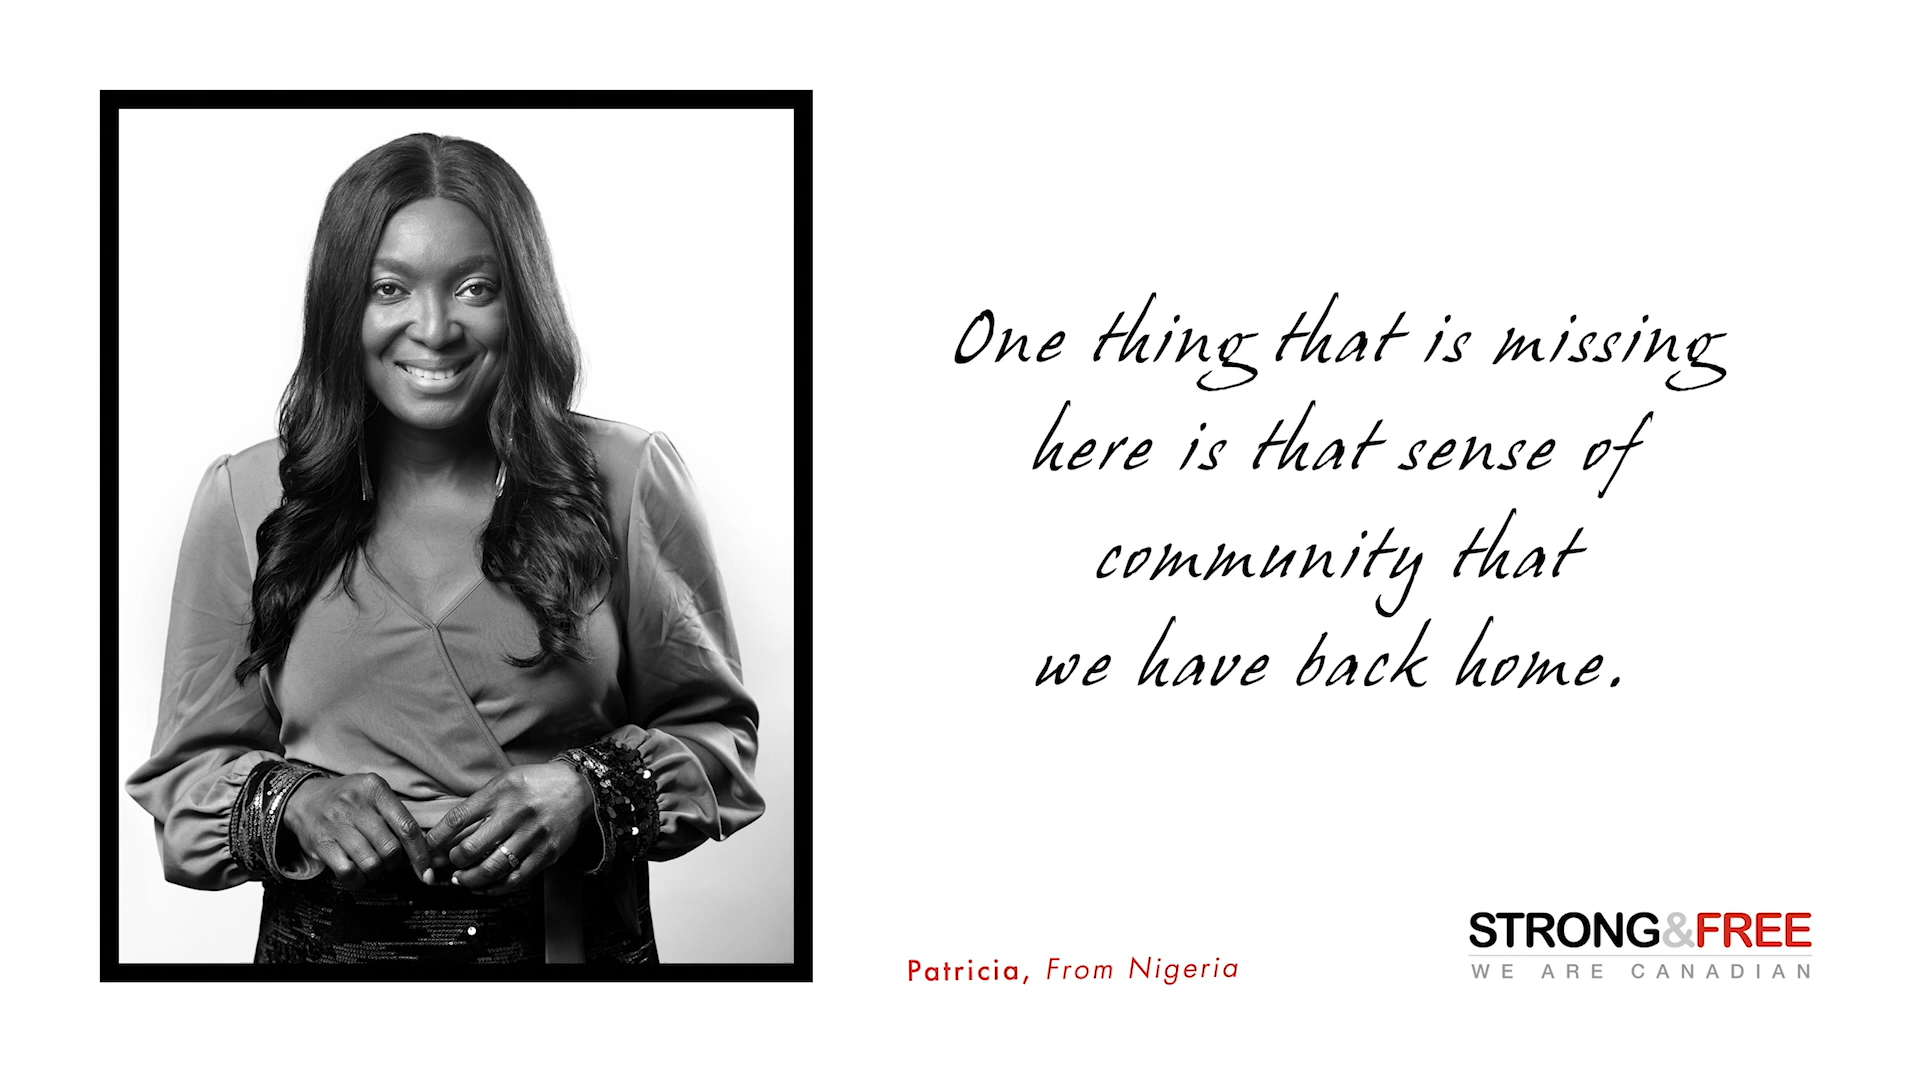 One thing that is missing
here is that sense of
community that
we have back home.
Patricia, From Nigeria
STRONG&FREE
WE ARE CANADIAN